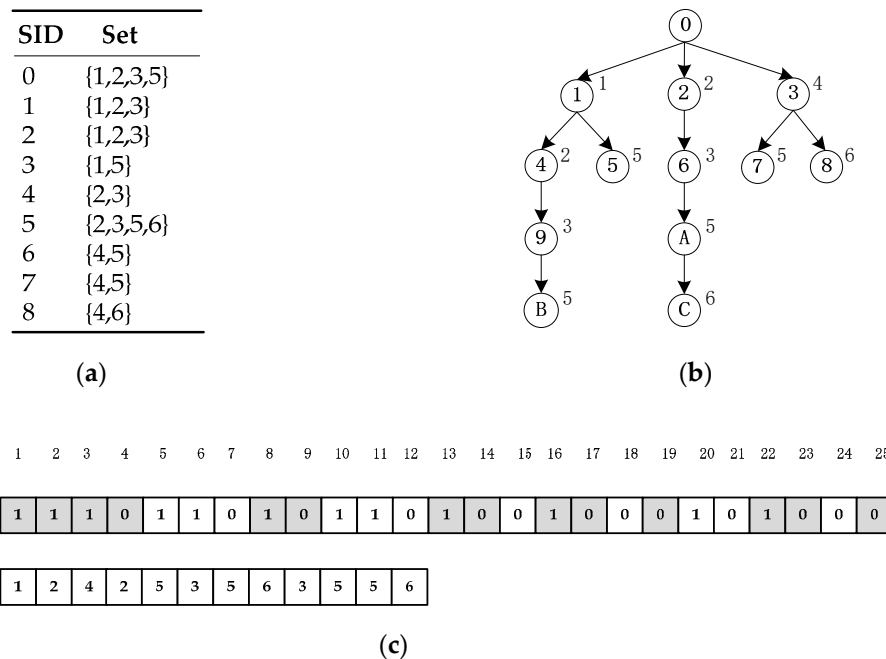 SID Set
0 {1,2,3,5}
1 {1,2,3}
2 {1,2,3}
3 {1,5}
4 {2,3}
5 {2,3,5,6}
6 {4,5}
7 {4,5}
8 {4,6}
(a)
0
1 1 2 2 3 4
4 2 5 5 6 3 7 5 8 6
9 3 A 5
B 5 C 6
(b)
1 2 3 4 5 6 7 8 9 10 11 12 13 14 15 16 17 18 19 20 21 22 23 24 25
1 1 1 0 1 1 0 1 0 1 1 0 1 0 0 1 0 0 0 1 0 1 0 0 0
1 2 4 2 5 3 5 6 3 5 5 6
(c)